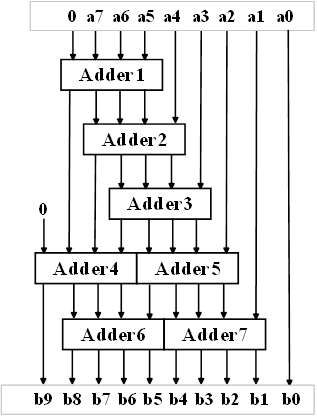 0 a7 a6 a5 a4 a3 a2 a1 a0
Adder1
Adder2
Adder3
0
Adder4 Adder5
Adder6 Adder7
b9 b8 b7 b6 b5 b4 b3 b2 b1 b0